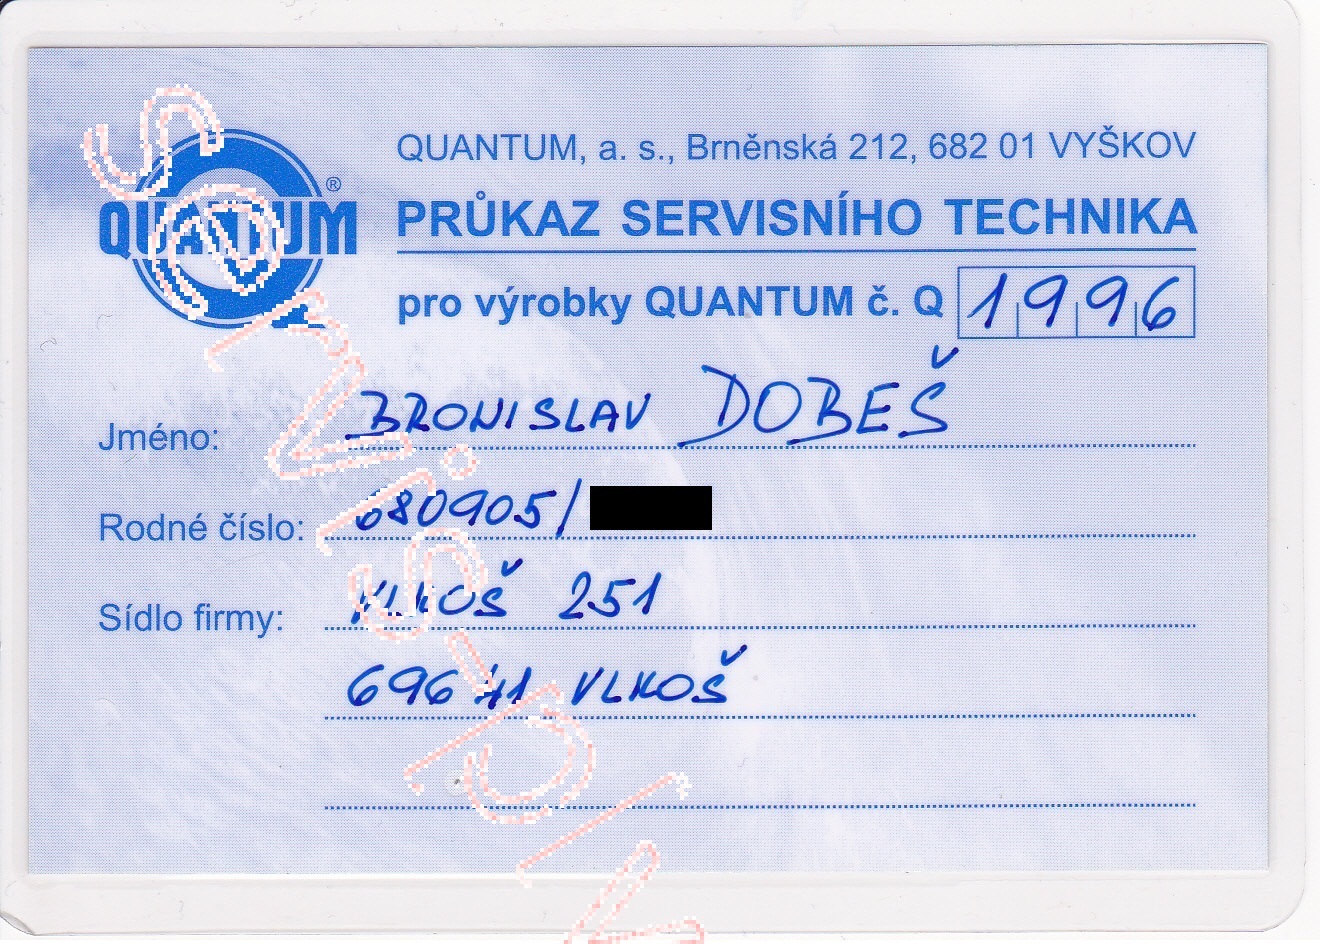 QUANTUM, a. s., Brněnská 212, 682 01 VYŠKOV
QUANTUM ®
PRŮKAZ SERVISNÍHO TECHNIKA
pro výrobky QUANTUM č. Q 1996
Jméno: BRONISLAV DOBEŠ
Rodné číslo: 680905/
Sídlo firmy: VLKOŠ 251
696 41 VLKOŠ